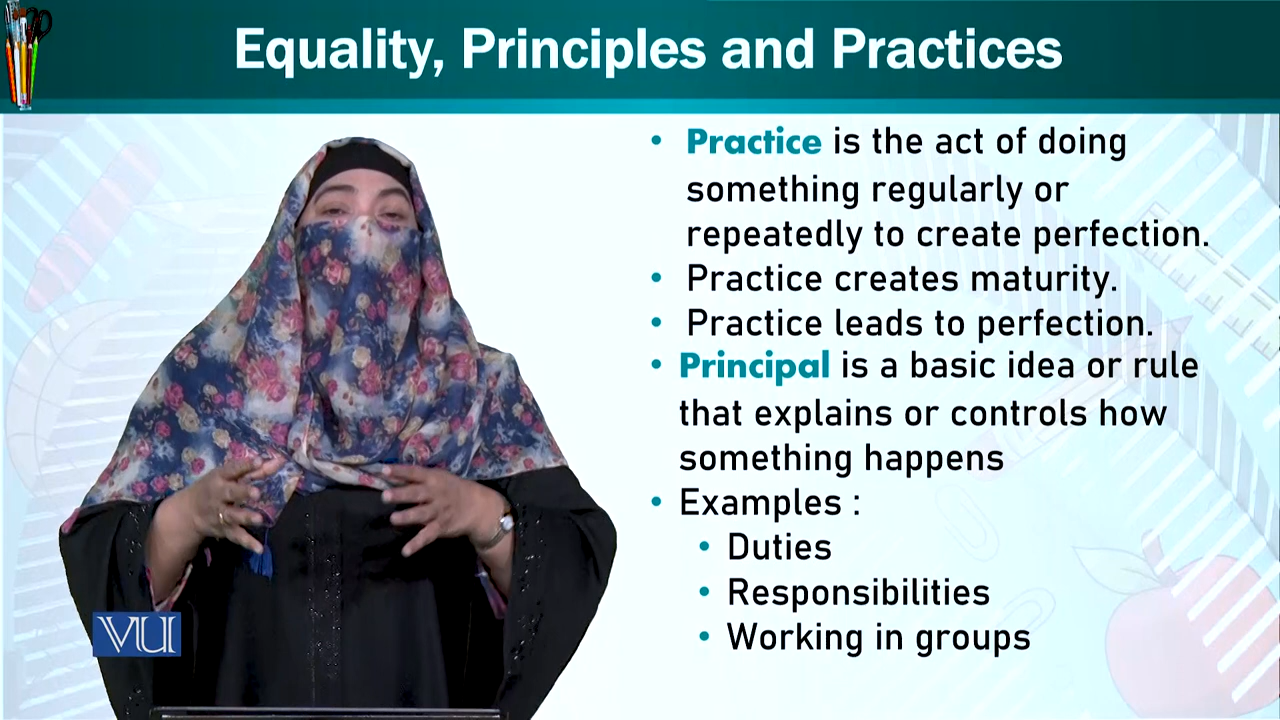 Equality, Principles and Practices
• Practice is the act of doing
something regularly or
repeatedly to create perfection.
• Practice creates maturity.
• Practice leads to perfection.
• Principal is a basic idea or rule
that explains or controls how
something happens
• Examples :
• Duties
• Responsibilities
• Working in groups
VU